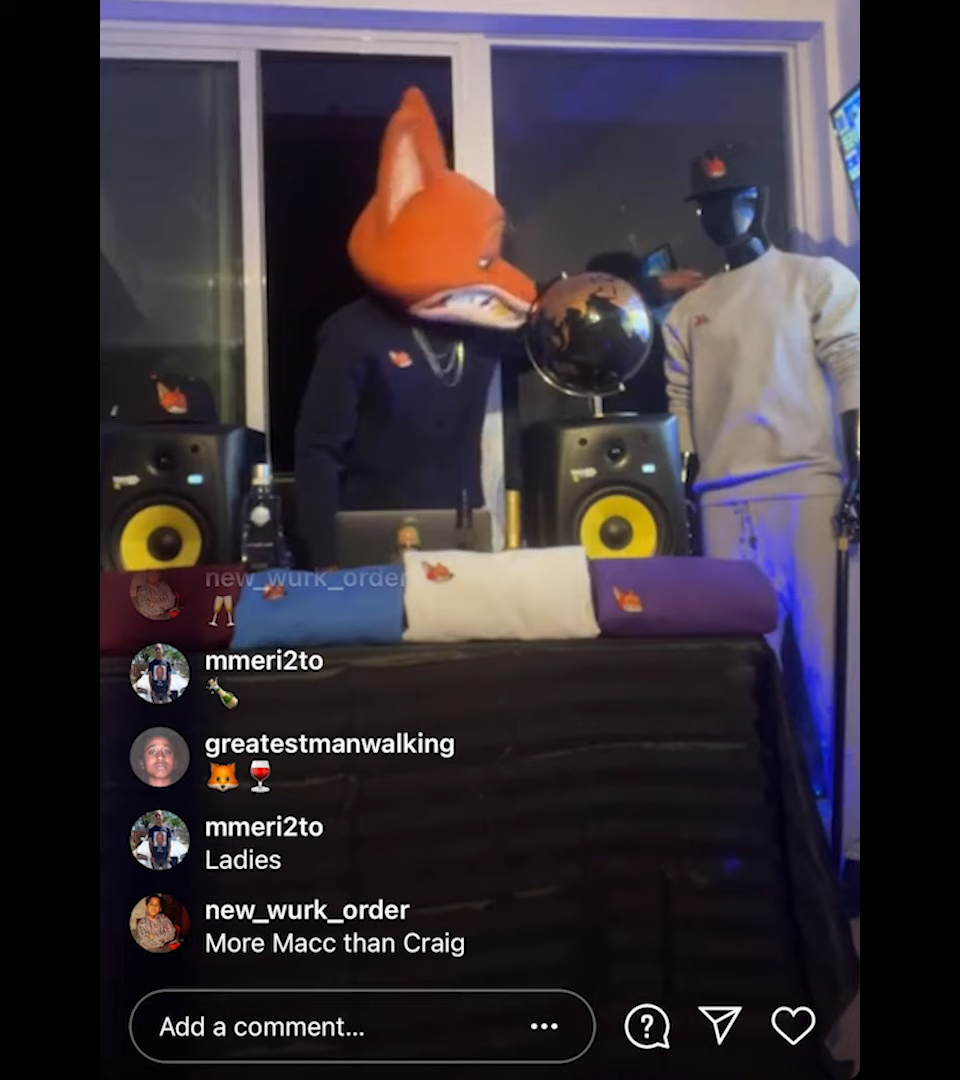 new_wurk_order
🥂
mmeri2to
🍾
greatestmanwalking
🦊 🍷
mmeri2to
Ladies
new_wurk_order
More Macc than Craig
Add a comment...